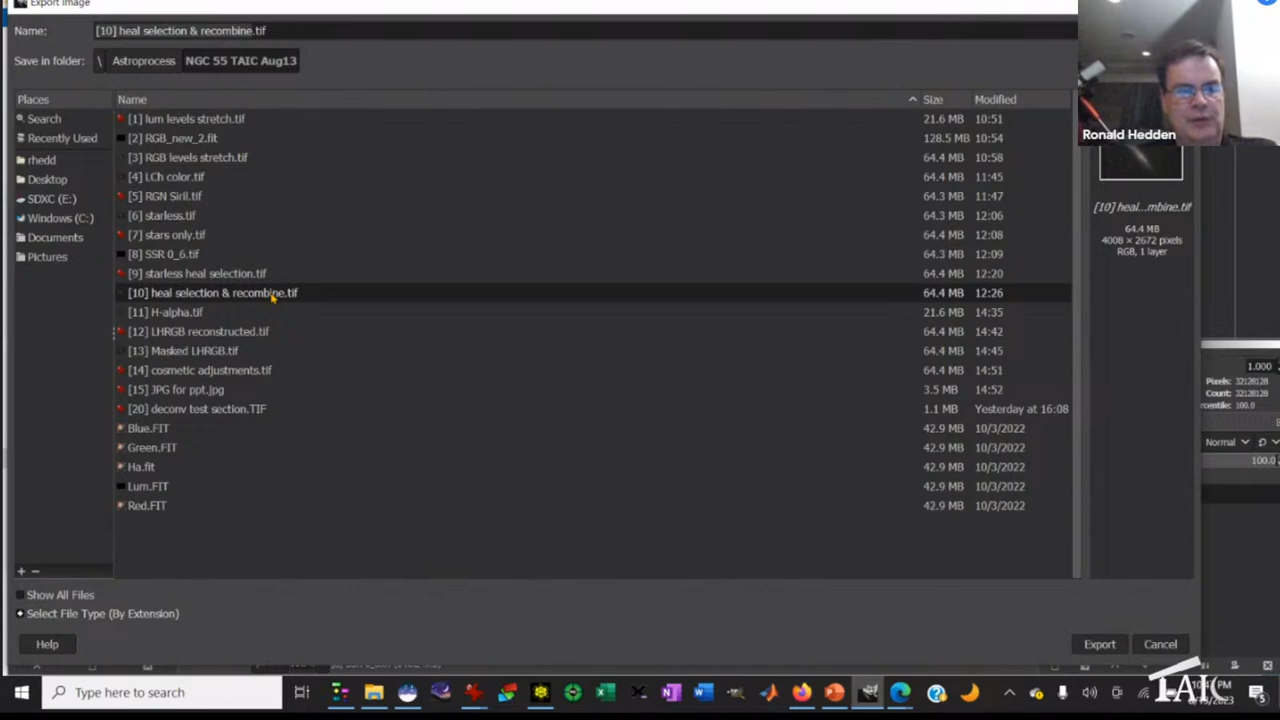 Export Image
Name: [10] heal selection & recombine.tif
Save in folder: \ Astroprocess NGC 55 TAIC Aug13
Places Name Size Modified
Search [1] lum levels stretch.tif 21.6 MB 10:51
Recently Used [2] RGB_new_2.fit 128.5 MB 10:54
rhedd [3] RGB levels stretch.tif 64.4 MB 10:58
Desktop [4] LCh color.tif 64.4 MB 11:45
SDXC (E:) [5] RGN Siril.tif 64.3 MB 11:47
Windows (C:) [6] starless.tif 64.3 MB 12:06
Documents [7] stars only.tif 64.4 MB 12:08
Pictures [8] SSR 0_6.tif 64.3 MB 12:09
[9] starless heal selection.tif 64.4 MB 12:20
[10] heal selection & recombine.tif 64.4 MB 12:26
[11] H-alpha.tif 21.6 MB 14:35
[12] LHRGB reconstructed.tif 64.4 MB 14:42
[13] Masked LHRGB.tif 64.4 MB 14:45
[14] cosmetic adjustments.tif 64.4 MB 14:51
[15] JPG for ppt.jpg 3.5 MB 14:52
[20] deconv test section.TIF 1.1 MB Yesterday at 16:08
Blue.FIT 42.9 MB 10/3/2022
Green.FIT 42.9 MB 10/3/2022
Ha.fit 42.9 MB 10/3/2022
Lum.FIT 42.9 MB 10/3/2022
Red.FIT 42.9 MB 10/3/2022
Ronald Hedden
[10] heal...mbine.tif
64.4 MB
4008 × 2672 pixels
RGB, 1 layer
1.000
Pixels: 32128128
Count: 32128128
rcentile: 100.0
Normal
100.0
Show All Files
Select File Type (By Extension)
Help Export Cancel
Type here to search
PM
TAIC